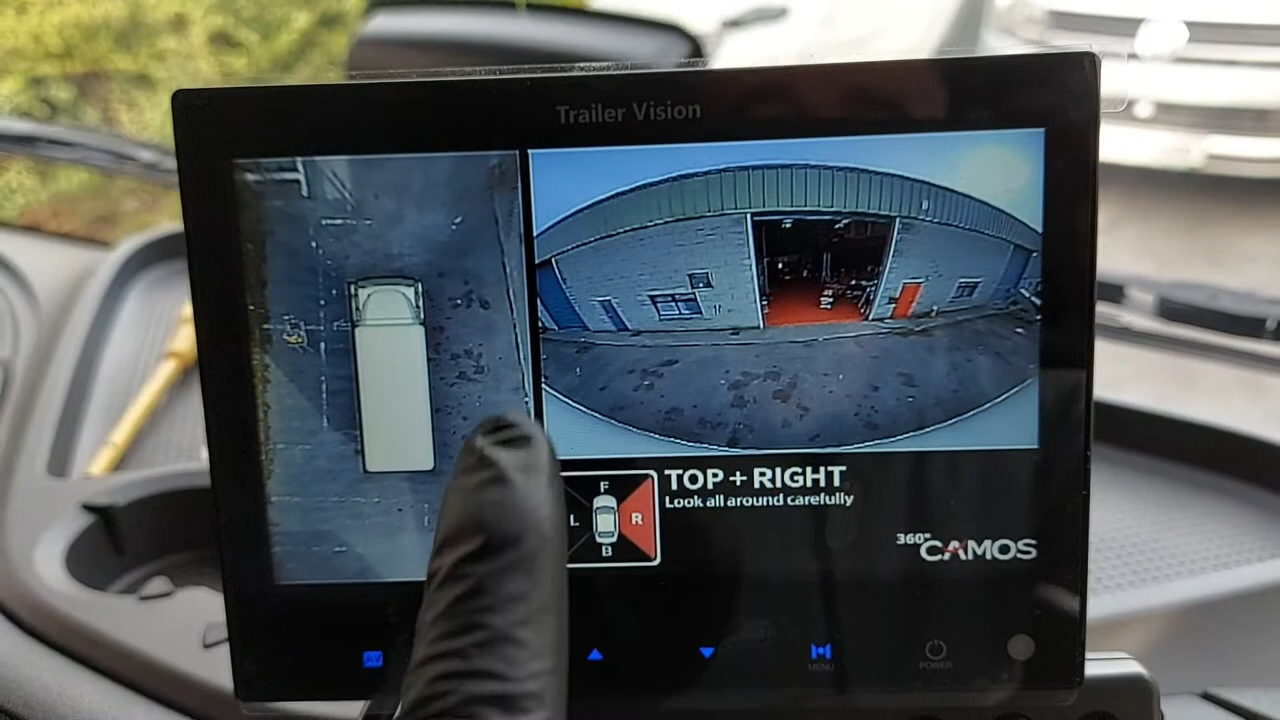 Trailer Vision
TOP + RIGHT
Look all around carefully
F
L
R
B
360°
CAMOS
AV
MENU
POWER